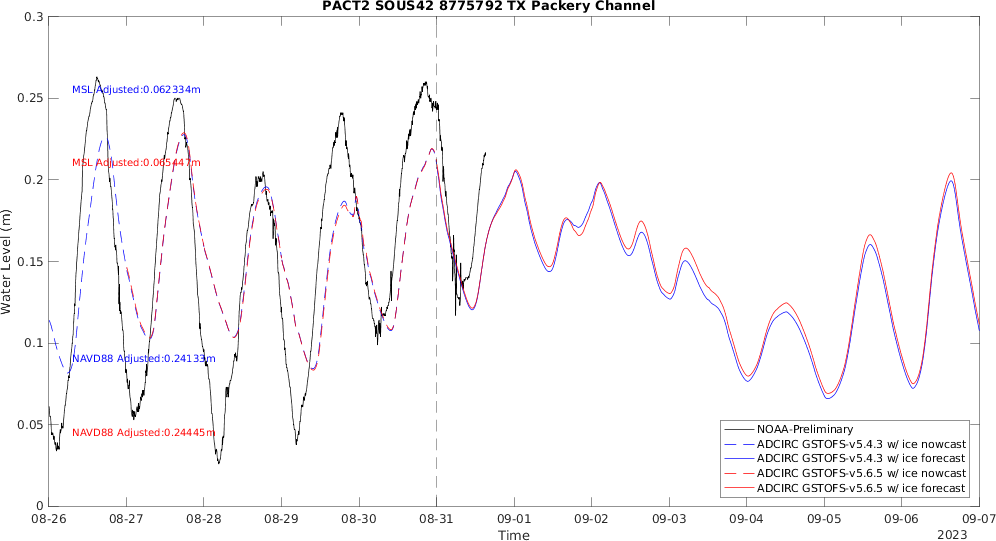 PACT2 SOUS42 8775792 TX Packery Channel
0.3
0.25
0.2
0.15
0.1
0.05
0
Water Level (m)
MSL Adjusted:0.062334m
MSL Adjusted:0.065447m
NAVD88 Adjusted:0.24133m
NAVD88 Adjusted:0.24445m
NOAA-Preliminary
ADCIRC GSTOFS-v5.4.3 w/ ice nowcast
ADCIRC GSTOFS-v5.4.3 w/ ice forecast
ADCIRC GSTOFS-v5.6.5 w/ ice nowcast
ADCIRC GSTOFS-v5.6.5 w/ ice forecast
08-26 08-27 08-28 08-29 08-30 08-31 09-01 09-02 09-03 09-04 09-05 09-06 09-07
Time
2023